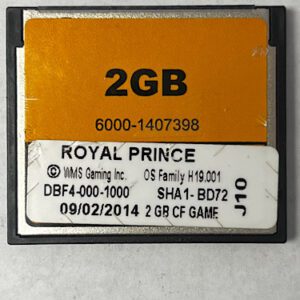 2GB
6000-1407398
ROYAL PRINCE
© WMS Gaming Inc. OS Family H19.001
DBF4-000-1000 SHA1- BD72
09/02/2014 2 GB CF GAME
J10